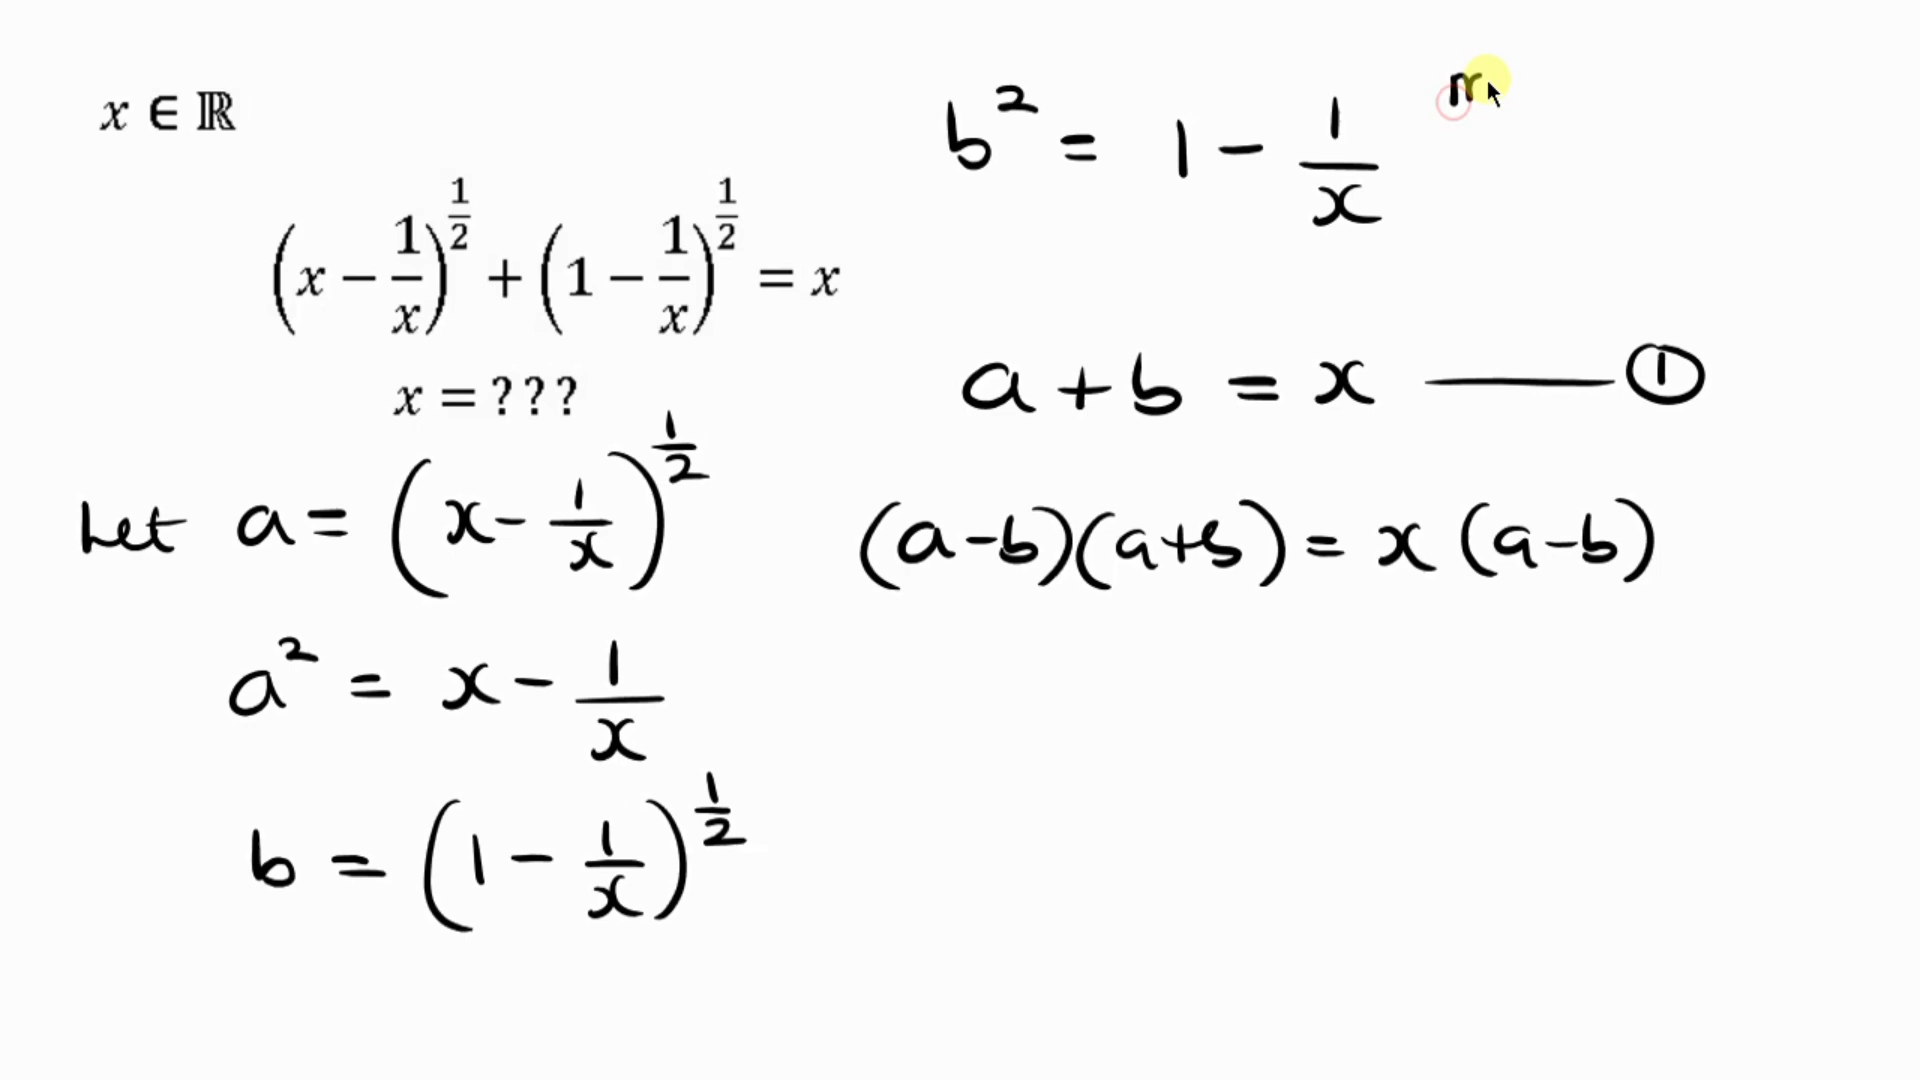 x ∈ ℝ
(x − 1/x)^(1/2) + (1 − 1/x)^(1/2) = x
x = ???
Let a = (x − 1/x)^(1/2)
a² = x − 1/x
b = (1 − 1/x)^(1/2)
b² = 1 − 1/x
a + b = x —— ①
(a−b)(a+b) = x(a−b)